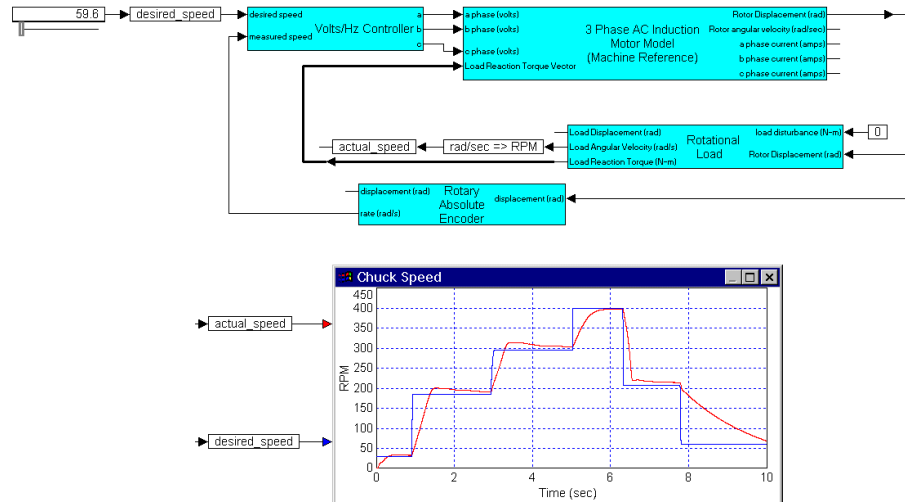 59.6
desired_speed
desired speed
measured speed
Volts/Hz Controller
a
b
c
a phase (volts)
b phase (volts)
c phase (volts)
Load Reaction Torque Vector
3 Phase AC Induction
Motor Model
(Machine Reference)
Rotor Displacement (rad)
Rotor angular velocity (rad/sec)
a phase current (amps)
b phase current (amps)
c phase current (amps)
actual_speed
rad/sec => RPM
Load Displacement (rad)
Load Angular Velocity (rad/s)
Load Reaction Torque (N-m)
Rotational
Load
load disturbance (N-m)
Rotor Displacement (rad)
0
displacement (rad)
rate (rad/s)
Rotary
Absolute
Encoder
displacement (rad)
Chuck Speed
actual_speed
desired_speed
RPM
450
400
350
300
250
200
150
100
50
0
0
2
4
6
8
10
Time (sec)